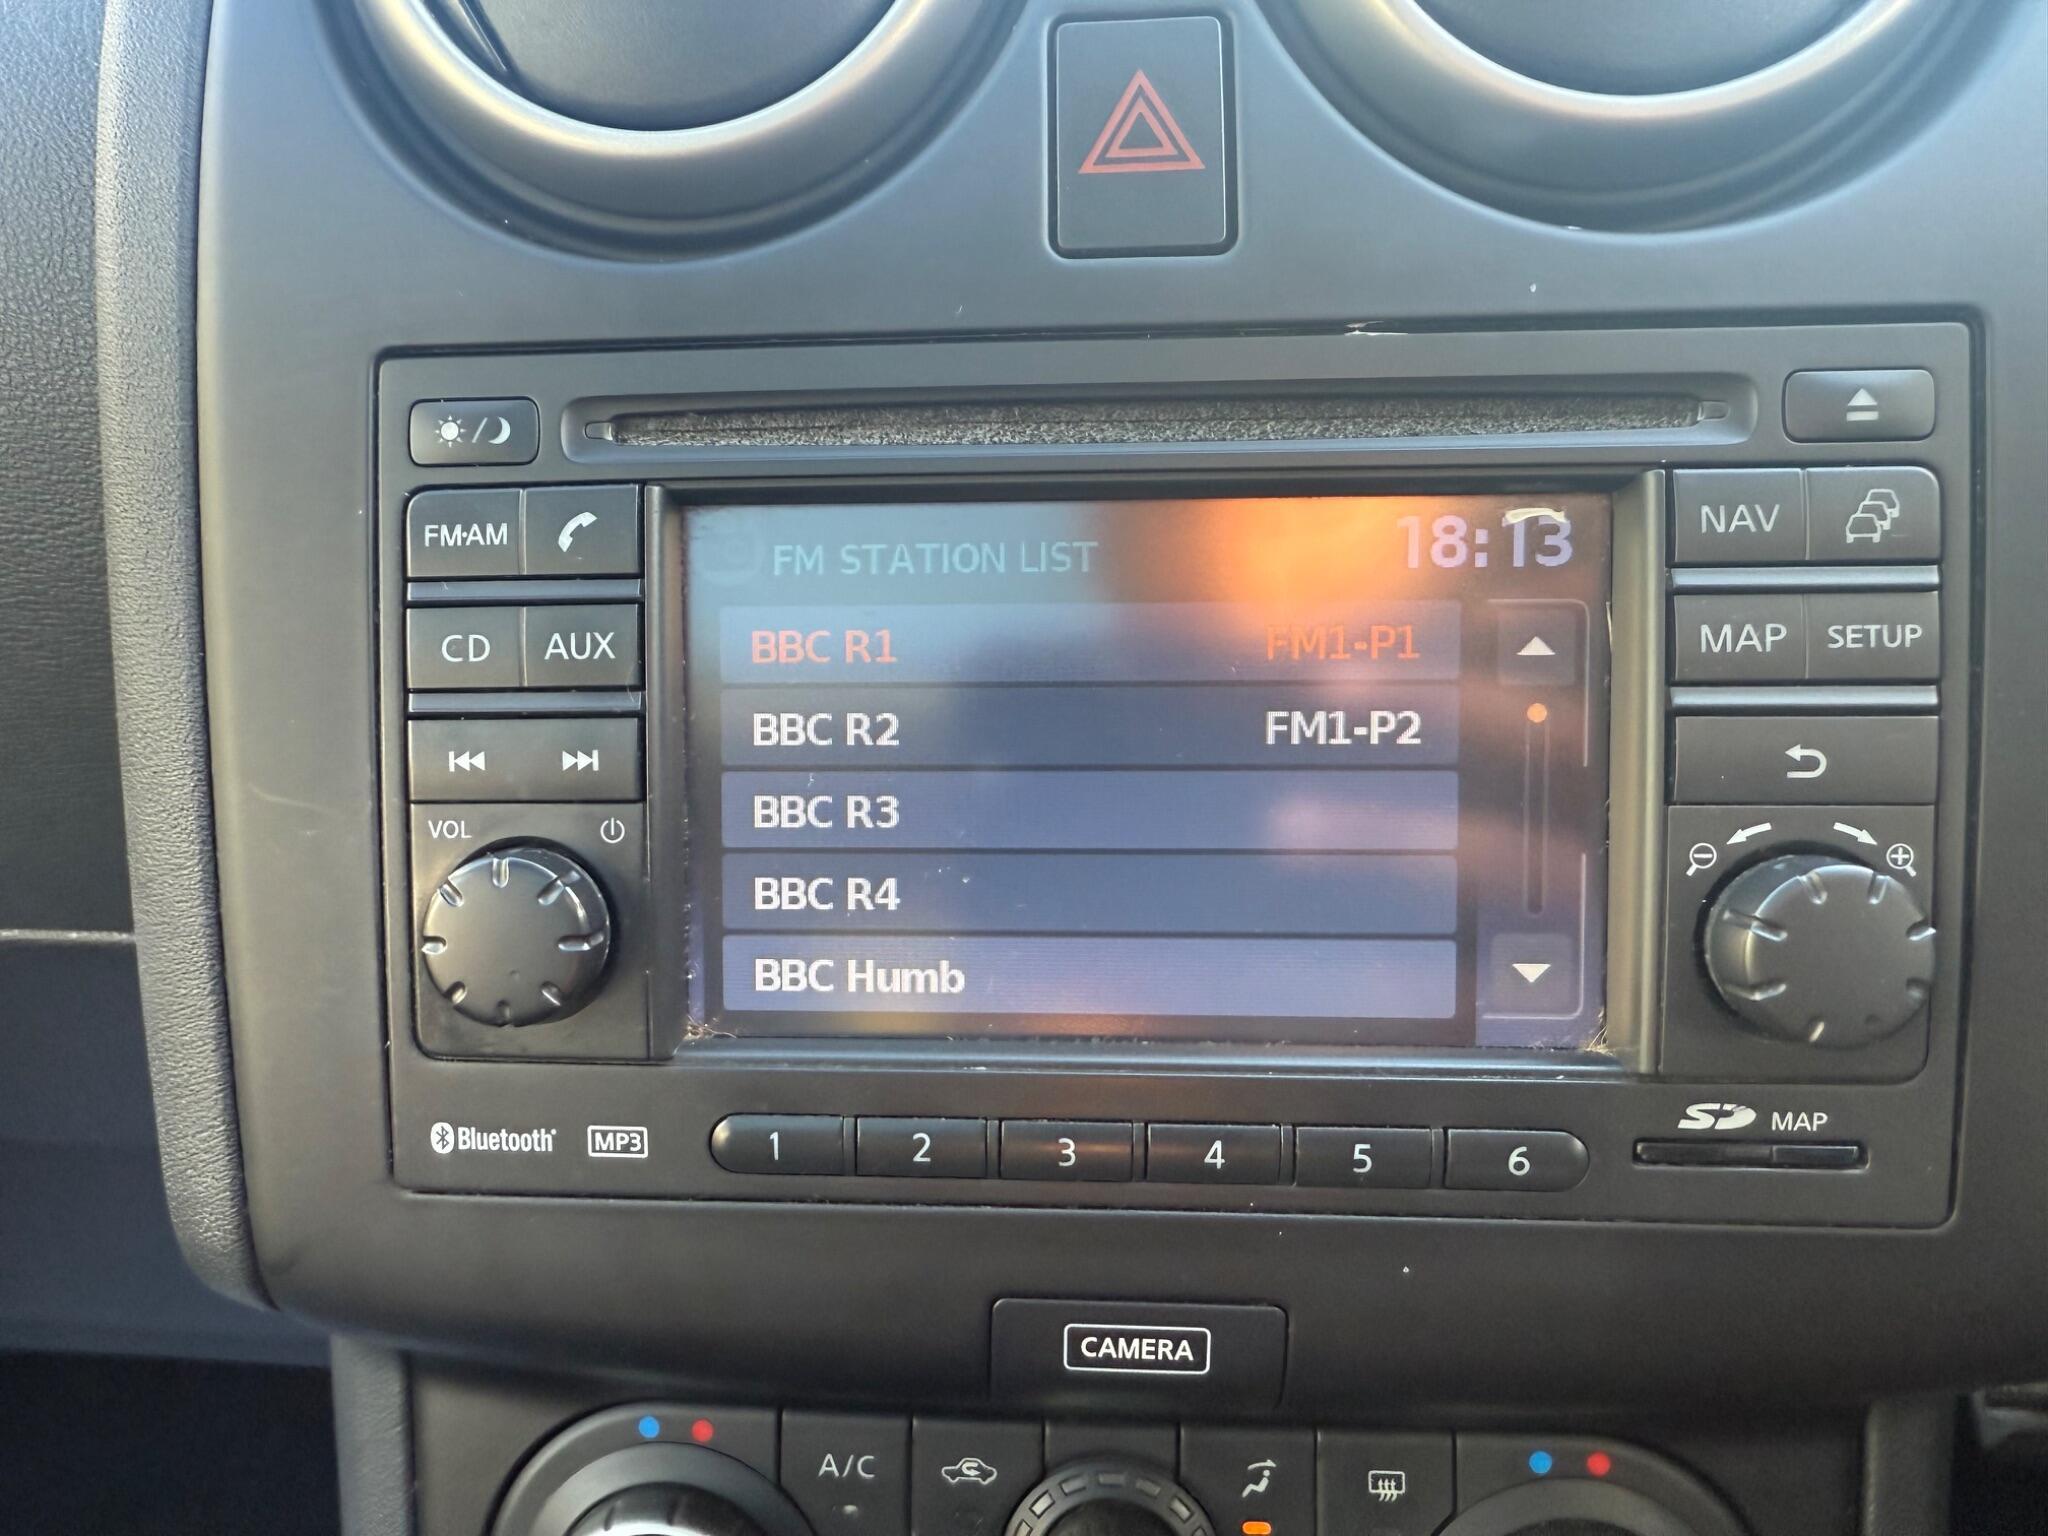 FM STATION LIST 18:13
BBC R1 FM1-P1
BBC R2 FM1-P2
BBC R3
BBC R4
BBC Humb
FM·AM
CD AUX
VOL
NAV
MAP SETUP
Bluetooth MP3
1 2 3 4 5 6
SD MAP
CAMERA
A/C